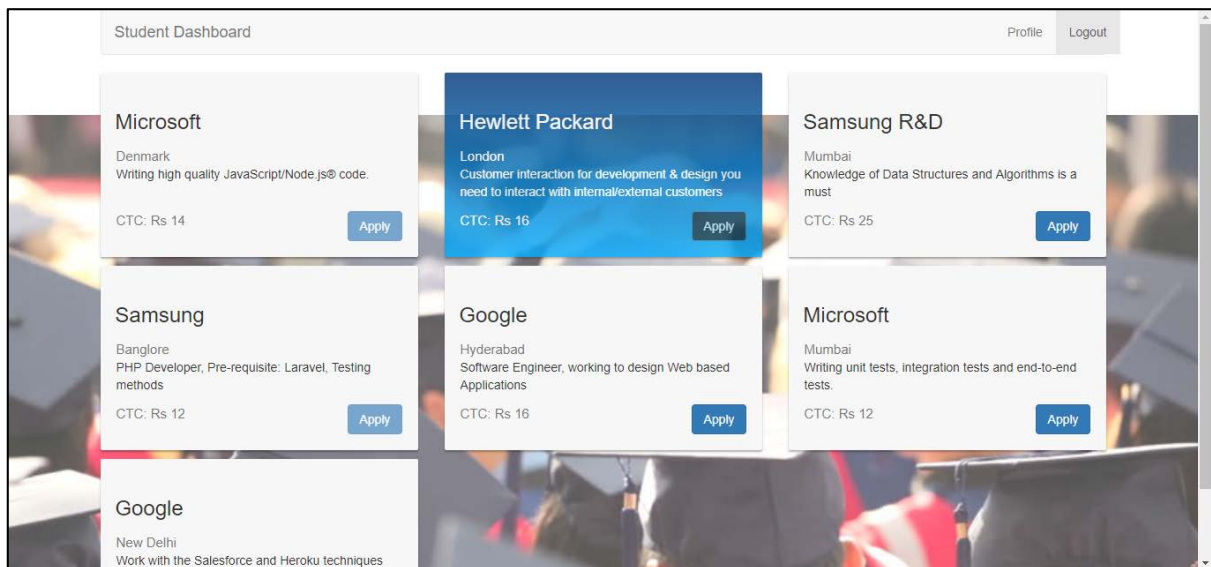 Student Dashboard
Profile
Logout
Microsoft
Denmark
Writing high quality JavaScript/Node.js® code.
CTC: Rs 14
Apply
Hewlett Packard
London
Customer interaction for development & design you
need to interact with internal/external customers
CTC: Rs 16
Apply
Samsung R&D
Mumbai
Knowledge of Data Structures and Algorithms is a
must
CTC: Rs 25
Apply
Samsung
Banglore
PHP Developer, Pre-requisite: Laravel, Testing
methods
CTC: Rs 12
Apply
Google
Hyderabad
Software Engineer, working to design Web based
Applications
CTC: Rs 16
Apply
Microsoft
Mumbai
Writing unit tests, integration tests and end-to-end
tests.
CTC: Rs 12
Apply
Google
New Delhi
Work with the Salesforce and Heroku techniques